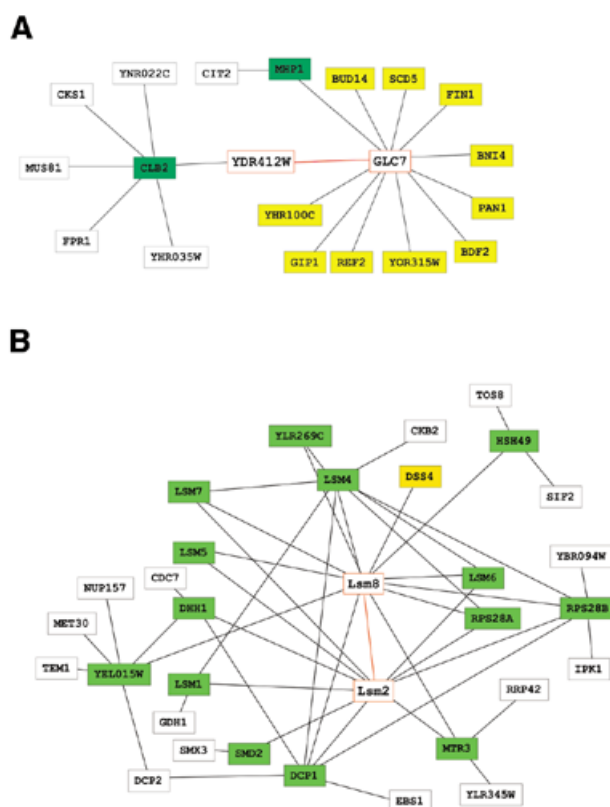 A
YNR022C
CIT2
MHP1
BUD14
SCD5
CKS1
FIN1
MUS81
CLB2
YDR412W
GLC7
BNI4
YHR100C
PAN1
FPR1
YHR035W
GIP1
REF2
YOR315W
BDF2
B
TOS8
YLR269C
CKB2
HSH49
LSM7
LSM4
DSS4
SIF2
LSM5
YBR094W
NUP157
CDC7
Lsm8
LSM6
MET30
DHH1
RPS28A
RPS28B
TEM1
YEL015W
LSM1
Lsm2
IPK1
GDH1
RRP42
SMX3
SMD2
MTR3
DCP2
DCP1
EBS1
YLR345W